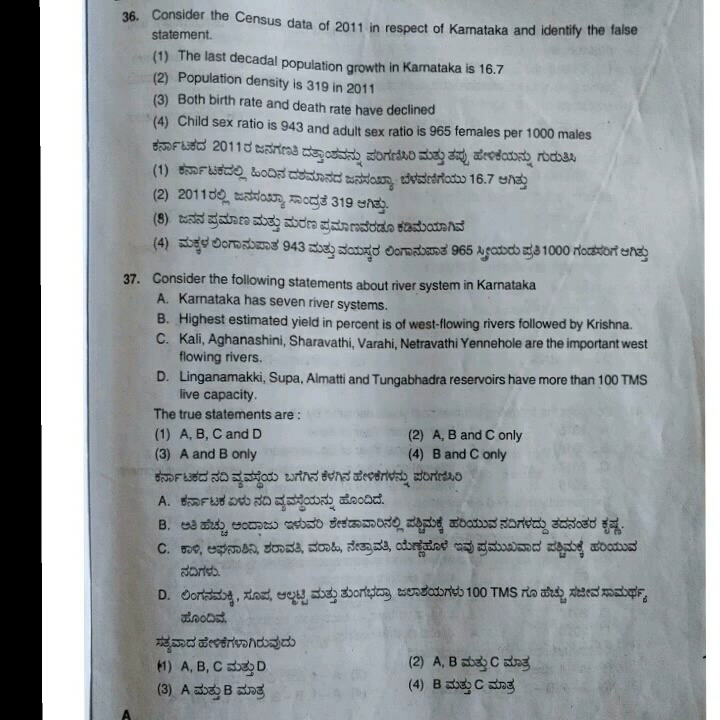 36. Consider the Census data of 2011 in respect of Karnataka and identify the false
statement.
(1) The last decadal population growth in Karnataka is 16.7
(2) Population density is 319 in 2011
(3) Both birth rate and death rate have declined
(4) Child sex ratio is 943 and adult sex ratio is 965 females per 1000 males
ಕರ್ನಾಟಕದ 2011ರ ಜನಗಣತಿ ದತ್ತಾಂಶವನ್ನು ಪರಿಗಣಿಸಿರಿ ಮತ್ತು ತಪ್ಪು ಹೇಳಿಕೆಯನ್ನು ಗುರುತಿಸಿ
(1) ಕರ್ನಾಟಕದಲ್ಲಿ ಹಿಂದಿನ ದಶಮಾನದ ಜನಸಂಖ್ಯಾ ಬೆಳವಣಿಗೆಯು 16.7 ಆಗಿತ್ತು
(2) 2011ರಲ್ಲಿ ಜನಸಂಖ್ಯಾ ಸಾಂದ್ರತೆ 319 ಆಗಿತ್ತು.
(3) ಜನನ ಪ್ರಮಾಣ ಮತ್ತು ಮರಣ ಪ್ರಮಾಣವೆರಡೂ ಕಡಿಮೆಯಾಗಿವೆ
(4) ಮಕ್ಕಳ ಲಿಂಗಾನುಪಾತ 943 ಮತ್ತು ವಯಸ್ಕರ ಲಿಂಗಾನುಪಾತ 965 ಸ್ತ್ರೀಯರು ಪ್ರತಿ 1000 ಗಂಡಸರಿಗೆ ಆಗಿತ್ತು
37. Consider the following statements about river system in Karnataka
A. Karnataka has seven river systems.
B. Highest estimated yield in percent is of west-flowing rivers followed by Krishna.
C. Kali, Aghanashini, Sharavathi, Varahi, Netravathi Yennehole are the important west
flowing rivers.
D. Linganamakki, Supa, Almatti and Tungabhadra reservoirs have more than 100 TMS
live capacity.
The true statements are :
(1) A, B, C and D
(2) A, B and C only
(3) A and B only
(4) B and C only
ಕರ್ನಾಟಕದ ನದಿ ವ್ಯವಸ್ಥೆಯ ಬಗೆಗಿನ ಕೆಳಗಿನ ಹೇಳಿಕೆಗಳನ್ನು ಪರಿಗಣಿಸಿರಿ
A. ಕರ್ನಾಟಕ ಏಳು ನದಿ ವ್ಯವಸ್ಥೆಯನ್ನು ಹೊಂದಿದೆ.
B. ಅತಿ ಹೆಚ್ಚು ಅಂದಾಜು ಇಳುವರಿ ಶೇಕಡಾವಾರಿನಲ್ಲಿ ಪಶ್ಚಿಮಕ್ಕೆ ಹರಿಯುವ ನದಿಗಳದ್ದು ತದನಂತರ ಕೃಷ್ಣ.
C. ಕಾಳಿ, ಅಘನಾಶಿನಿ, ಶರಾವತಿ, ವರಾಹಿ, ನೇತ್ರಾವತಿ, ಯೆಣ್ಣೆಹೊಳೆ ಇವು ಪ್ರಮುಖವಾದ ಪಶ್ಚಿಮಕ್ಕೆ ಹರಿಯುವ
ನದಿಗಳು.
D. ಲಿಂಗನಮಕ್ಕಿ, ಸೂಪ, ಆಲ್ಮಟ್ಟಿ ಮತ್ತು ತುಂಗಭದ್ರಾ ಜಲಾಶಯಗಳು 100 TMS ಗೂ ಹೆಚ್ಚು ಸಜೀವ ಸಾಮರ್ಥ್ಯ
ಹೊಂದಿವೆ.
ಸತ್ಯವಾದ ಹೇಳಿಕೆಗಳಾಗಿರುವುದು
(1) A, B, C ಮತ್ತು D
(2) A, B ಮತ್ತು C ಮಾತ್ರ
(3) A ಮತ್ತು B ಮಾತ್ರ
(4) B ಮತ್ತು C ಮಾತ್ರ
A